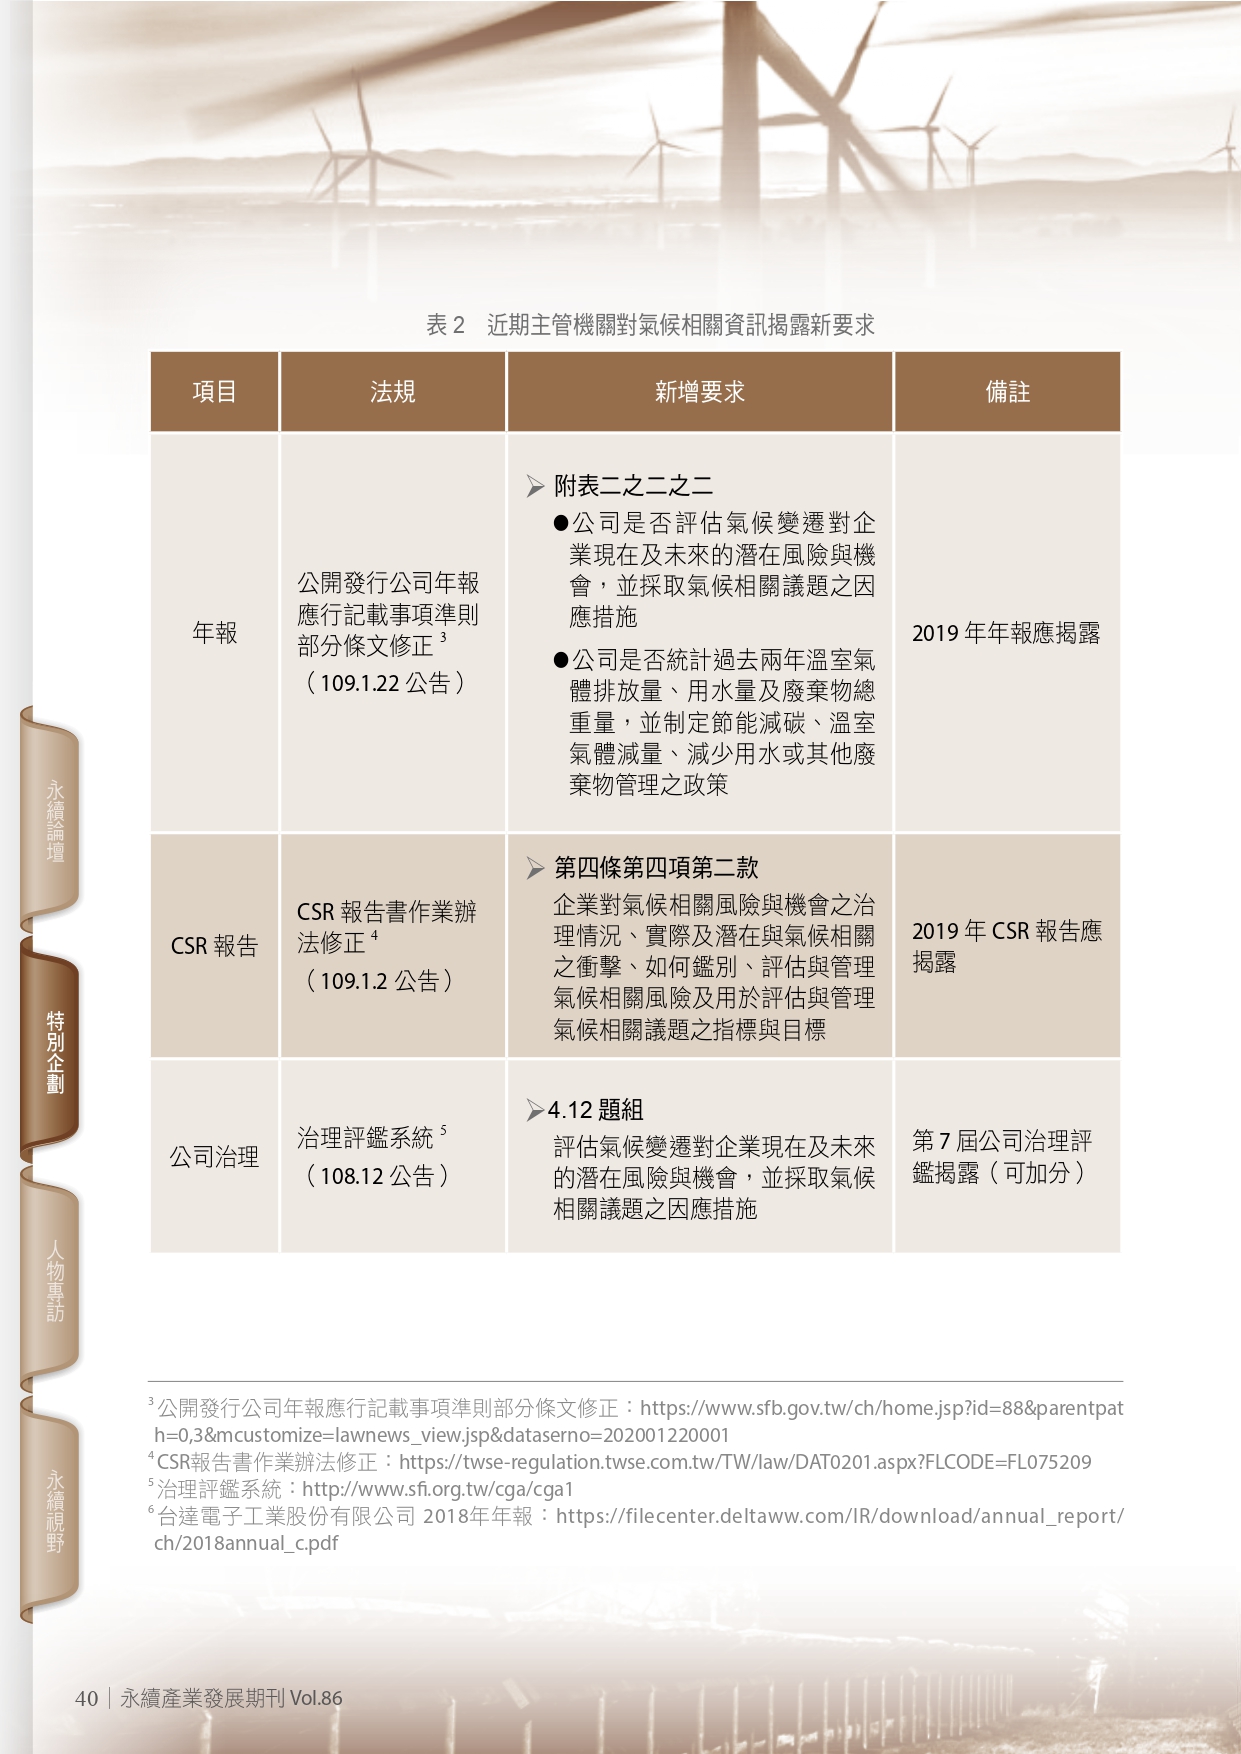 表 2　近期主管機關對氣候相關資訊揭露新要求
項目
法規
新增要求
備註
年報
公開發行公司年報
應行記載事項準則
部分條文修正 3
（109.1.22 公告）
➢ 附表二之二之二
●公司是否評估氣候變遷對企
業現在及未來的潛在風險與機
會，並採取氣候相關議題之因
應措施
●公司是否統計過去兩年溫室氣
體排放量、用水量及廢棄物總
重量，並制定節能減碳、溫室
氣體減量、減少用水或其他廢
棄物管理之政策
2019 年年報應揭露
CSR 報告
CSR 報告書作業辦
法修正 4
（109.1.2 公告）
➢ 第四條第四項第二款
企業對氣候相關風險與機會之治
理情況、實際及潛在與氣候相關
之衝擊、如何鑑別、評估與管理
氣候相關風險及用於評估與管理
氣候相關議題之指標與目標
2019 年 CSR 報告應
揭露
公司治理
治理評鑑系統 5
（108.12 公告）
➢4.12 題組
評估氣候變遷對企業現在及未來
的潛在風險與機會，並採取氣候
相關議題之因應措施
第 7 屆公司治理評
鑑揭露（可加分）
永續論壇
特別企劃
人物專訪
永續視野
3 公開發行公司年報應行記載事項準則部分條文修正：https://www.sfb.gov.tw/ch/home.jsp?id=88&parentpat
h=0,3&mcustomize=lawnews_view.jsp&dataserno=202001220001
4 CSR報告書作業辦法修正：https://twse-regulation.twse.com.tw/TW/law/DAT0201.aspx?FLCODE=FL075209
5 治理評鑑系統：http://www.sfi.org.tw/cga/cga1
6 台達電子工業股份有限公司 2018年年報：https://filecenter.deltaww.com/IR/download/annual_report/
ch/2018annual_c.pdf
40｜永續產業發展期刊 Vol.86